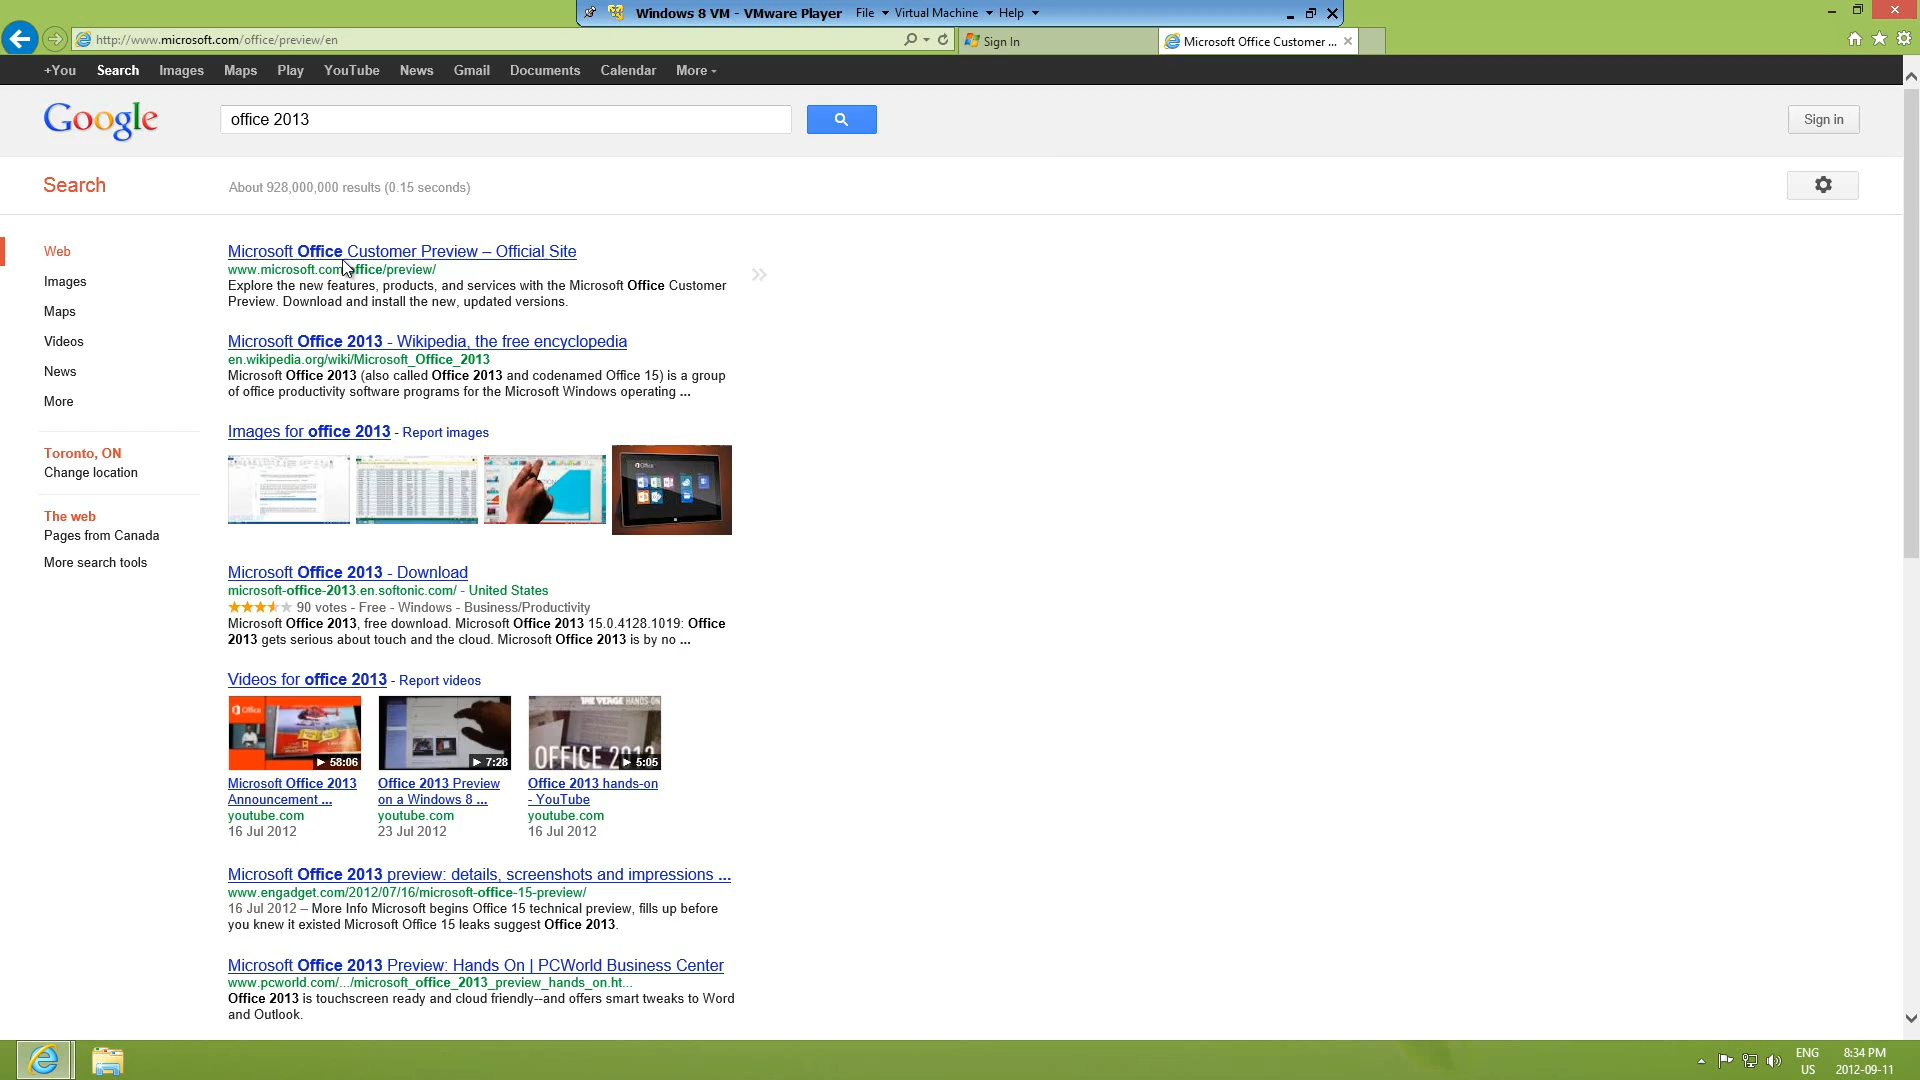 Windows 8 VM - VMware Player File Virtual Machine Help
http://www.microsoft.com/office/preview/en
Sign In
Microsoft Office Customer ...
+You Search Images Maps Play YouTube News Gmail Documents Calendar More
Google
office 2013
Sign in
Search
About 928,000,000 results (0.15 seconds)
Web
Images
Maps
Videos
News
More
Toronto, ON
Change location
The web
Pages from Canada
More search tools
Microsoft Office Customer Preview – Official Site
www.microsoft.com/office/preview/
Explore the new features, products, and services with the Microsoft Office Customer
Preview. Download and install the new, updated versions.
Microsoft Office 2013 - Wikipedia, the free encyclopedia
en.wikipedia.org/wiki/Microsoft_Office_2013
Microsoft Office 2013 (also called Office 2013 and codenamed Office 15) is a group
of office productivity software programs for the Microsoft Windows operating ...
Images for office 2013 - Report images
Office
Microsoft Office 2013 - Download
microsoft-office-2013.en.softonic.com/ - United States
90 votes - Free - Windows - Business/Productivity
Microsoft Office 2013, free download. Microsoft Office 2013 15.0.4128.1019: Office
2013 gets serious about touch and the cloud. Microsoft Office 2013 is by no ...
Videos for office 2013 - Report videos
Office
58:06
7:28
THE VERGE HANDS-ON
OFFICE 2013
5:05
Microsoft Office 2013
Announcement ...
youtube.com
16 Jul 2012
Office 2013 Preview
on a Windows 8 ...
youtube.com
23 Jul 2012
Office 2013 hands-on
- YouTube
youtube.com
16 Jul 2012
Microsoft Office 2013 preview: details, screenshots and impressions ...
www.engadget.com/2012/07/16/microsoft-office-15-preview/
16 Jul 2012 – More Info Microsoft begins Office 15 technical preview, fills up before
you knew it existed Microsoft Office 15 leaks suggest Office 2013.
Microsoft Office 2013 Preview: Hands On | PCWorld Business Center
www.pcworld.com/.../microsoft_office_2013_preview_hands_on.ht...
Office 2013 is touchscreen ready and cloud friendly--and offers smart tweaks to Word
and Outlook.
ENG
US
8:34 PM
2012-09-11